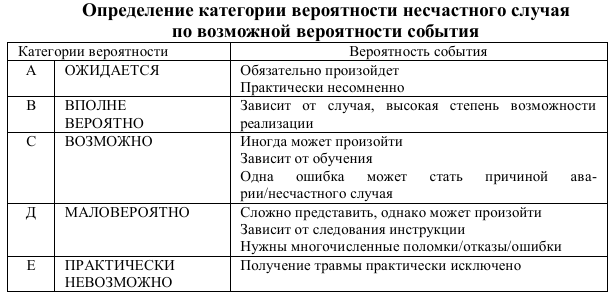 Определение категории вероятности несчастного случая
по возможной вероятности события
Категории вероятности Вероятность события
А ОЖИДАЕТСЯ Обязательно произойдет
Практически несомненно
В ВПОЛНЕ Зависит от случая, высокая степень возможности
ВЕРОЯТНО реализации
С ВОЗМОЖНО Иногда может произойти
Зависит от обучения
Одна ошибка может стать причиной ава-
рии/несчастного случая
Д МАЛОВЕРОЯТНО Сложно представить, однако может произойти
Зависит от следования инструкции
Нужны многочисленные поломки/отказы/ошибки
Е ПРАКТИЧЕСКИ Получение травмы практически исключено
НЕВОЗМОЖНО